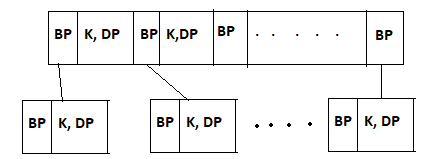 BP K, DP BP K,DP BP . . . . . BP
BP K, DP BP K, DP . . . . BP K, DP